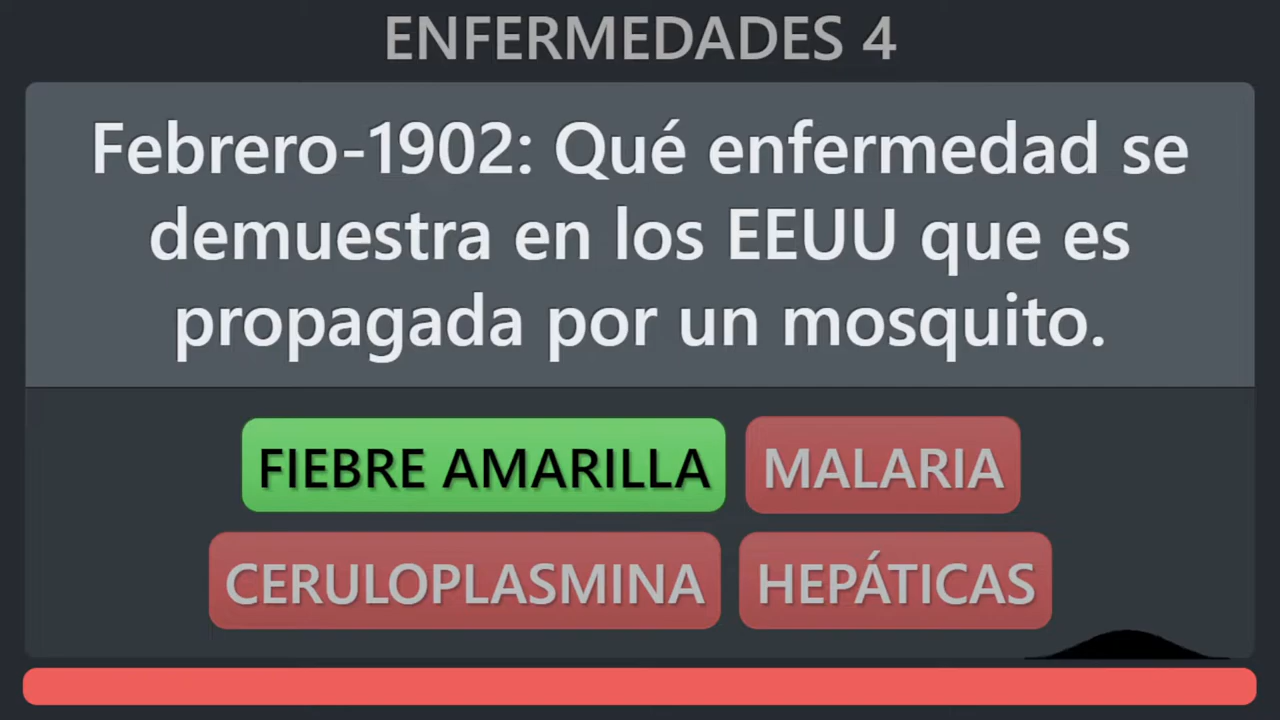 ENFERMEDADES 4
Febrero-1902: Qué enfermedad se
demuestra en los EEUU que es
propagada por un mosquito.
FIEBRE AMARILLA
MALARIA
CERULOPLASMINA
HEPÁTICAS